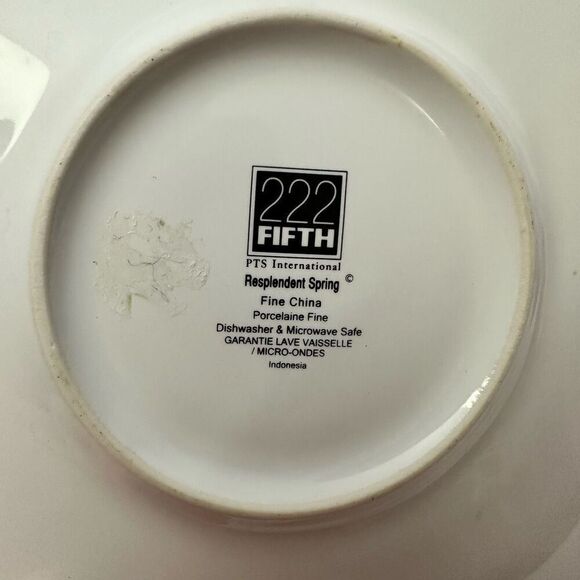 222
FIFTH
PTS International
Resplendent Spring ©
Fine China
Porcelaine Fine
Dishwasher & Microwave Safe
GARANTIE LAVE VAISSELLE
/ MICRO-ONDES
Indonesia